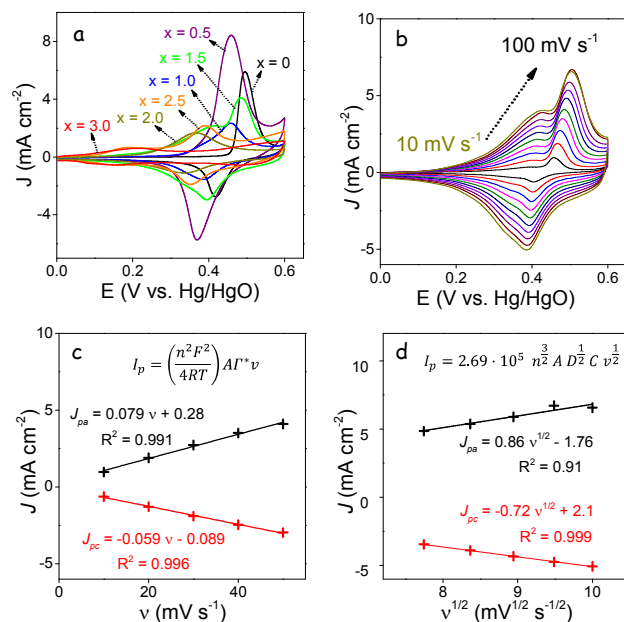 a
x = 0.5
x = 0
x = 1.5
x = 1.0
x = 2.5
x = 2.0
x = 3.0
J (mA cm-2)
8
4
0
-4
0.0 0.2 0.4 0.6
E (V vs. Hg/HgO)
b
100 mV s-1
10 mV s-1
J (mA cm-2)
10
5
0
-5
0.0 0.2 0.4 0.6
E (V vs. Hg/HgO)
c
I_p = (n²F²/4RT) AΓ*v
J_pa = 0.079 ν + 0.28
R² = 0.991
J_pc = -0.059 ν - 0.089
R² = 0.996
J (mA cm-2)
10
5
0
-5
10 20 30 40 50
ν (mV s-1)
d
I_p = 2.69 · 10⁵ n^3/2 A D^1/2 C v^1/2
J_pa = 0.86 ν^1/2 - 1.76
R² = 0.91
J_pc = -0.72 ν^1/2 + 2.1
R² = 0.999
J (mA cm-2)
10
5
0
-5
8 9 10
ν^1/2 (mV^1/2 s^-1/2)